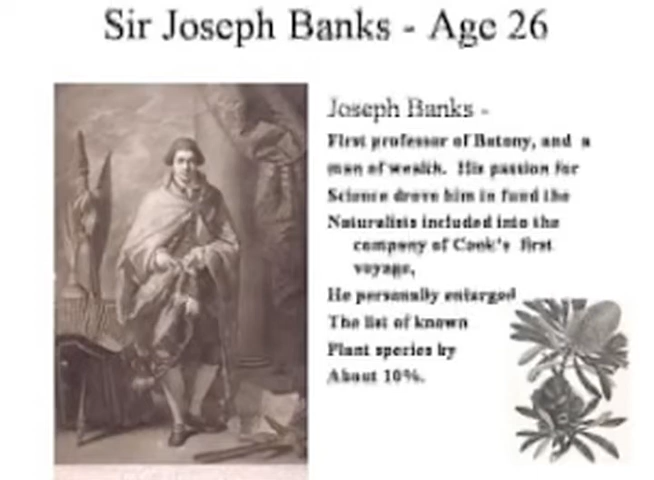 Sir Joseph Banks - Age 26
Joseph Banks -
First professor of Botany, and a
man of wealth. His passion for
Science drove him to fund the
Naturalists included into the
company of Cook's first
voyage,
He personally enlarged
The list of known
Plant species by
About 10%.